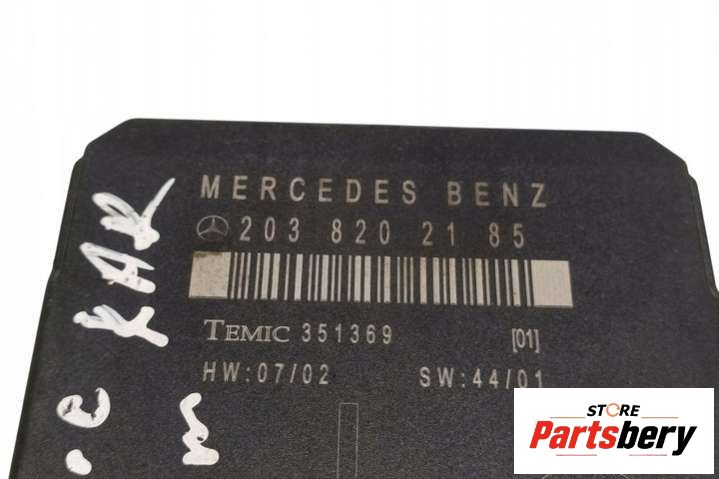 MERCEDES BENZ
203 820 21 85
TEMIC 351369 [01]
HW:07/02 SW:44/01
STORE
Partsbery